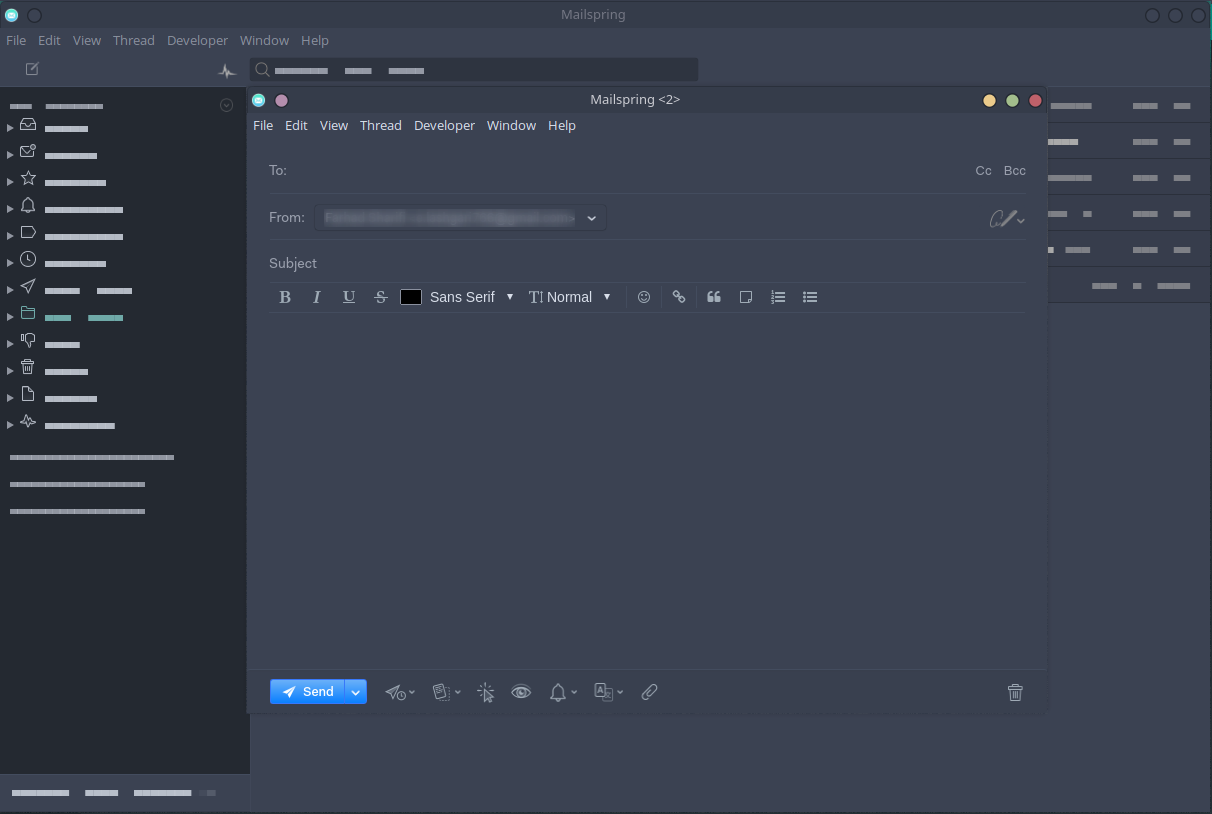 Mailspring
File Edit View Thread Developer Window Help
Mailspring <2>
File Edit View Thread Developer Window Help
To: Cc Bcc
From:
Subject
B I U S Sans Serif Normal
Send